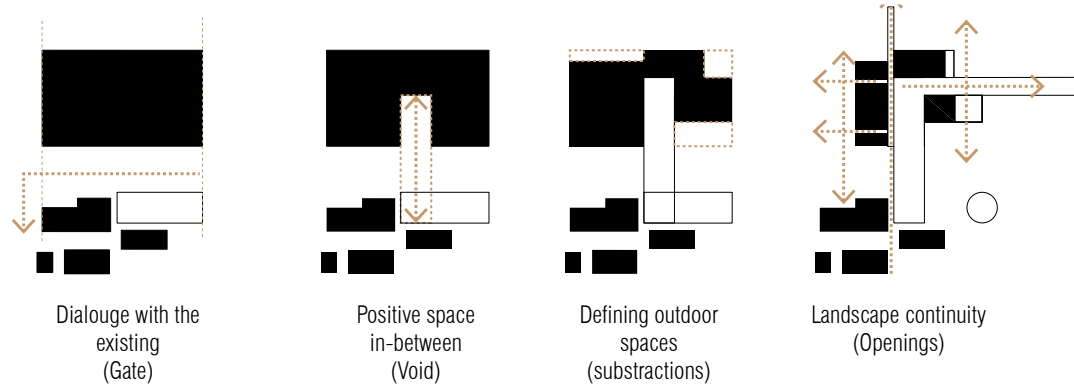 Dialouge with the
existing
(Gate)
Positive space
in-between
(Void)
Defining outdoor
spaces
(substractions)
Landscape continuity
(Openings)